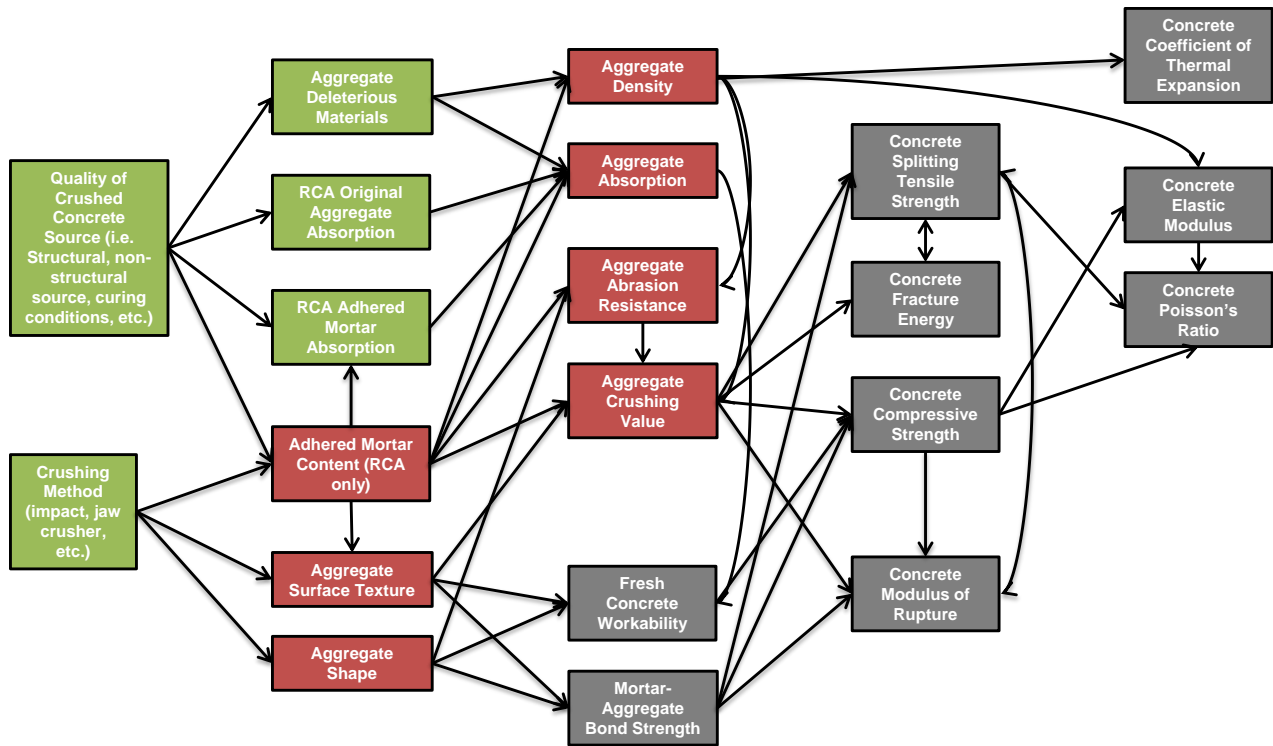 Quality of
Crushed
Concrete
Source (i.e.
Structural, non-
structural
source, curing
conditions, etc.)
Crushing
Method
(impact, jaw
crusher,
etc.)
Aggregate
Deleterious
Materials
RCA Original
Aggregate
Absorption
RCA Adhered
Mortar
Absorption
Adhered Mortar
Content (RCA
only)
Aggregate
Surface Texture
Aggregate
Shape
Aggregate
Density
Aggregate
Absorption
Aggregate
Abrasion
Resistance
Aggregate
Crushing
Value
Fresh
Concrete
Workability
Mortar-
Aggregate
Bond Strength
Concrete
Splitting
Tensile
Strength
Concrete
Fracture
Energy
Concrete
Compressive
Strength
Concrete
Modulus of
Rupture
Concrete
Coefficient of
Thermal
Expansion
Concrete
Elastic
Modulus
Concrete
Poisson's
Ratio